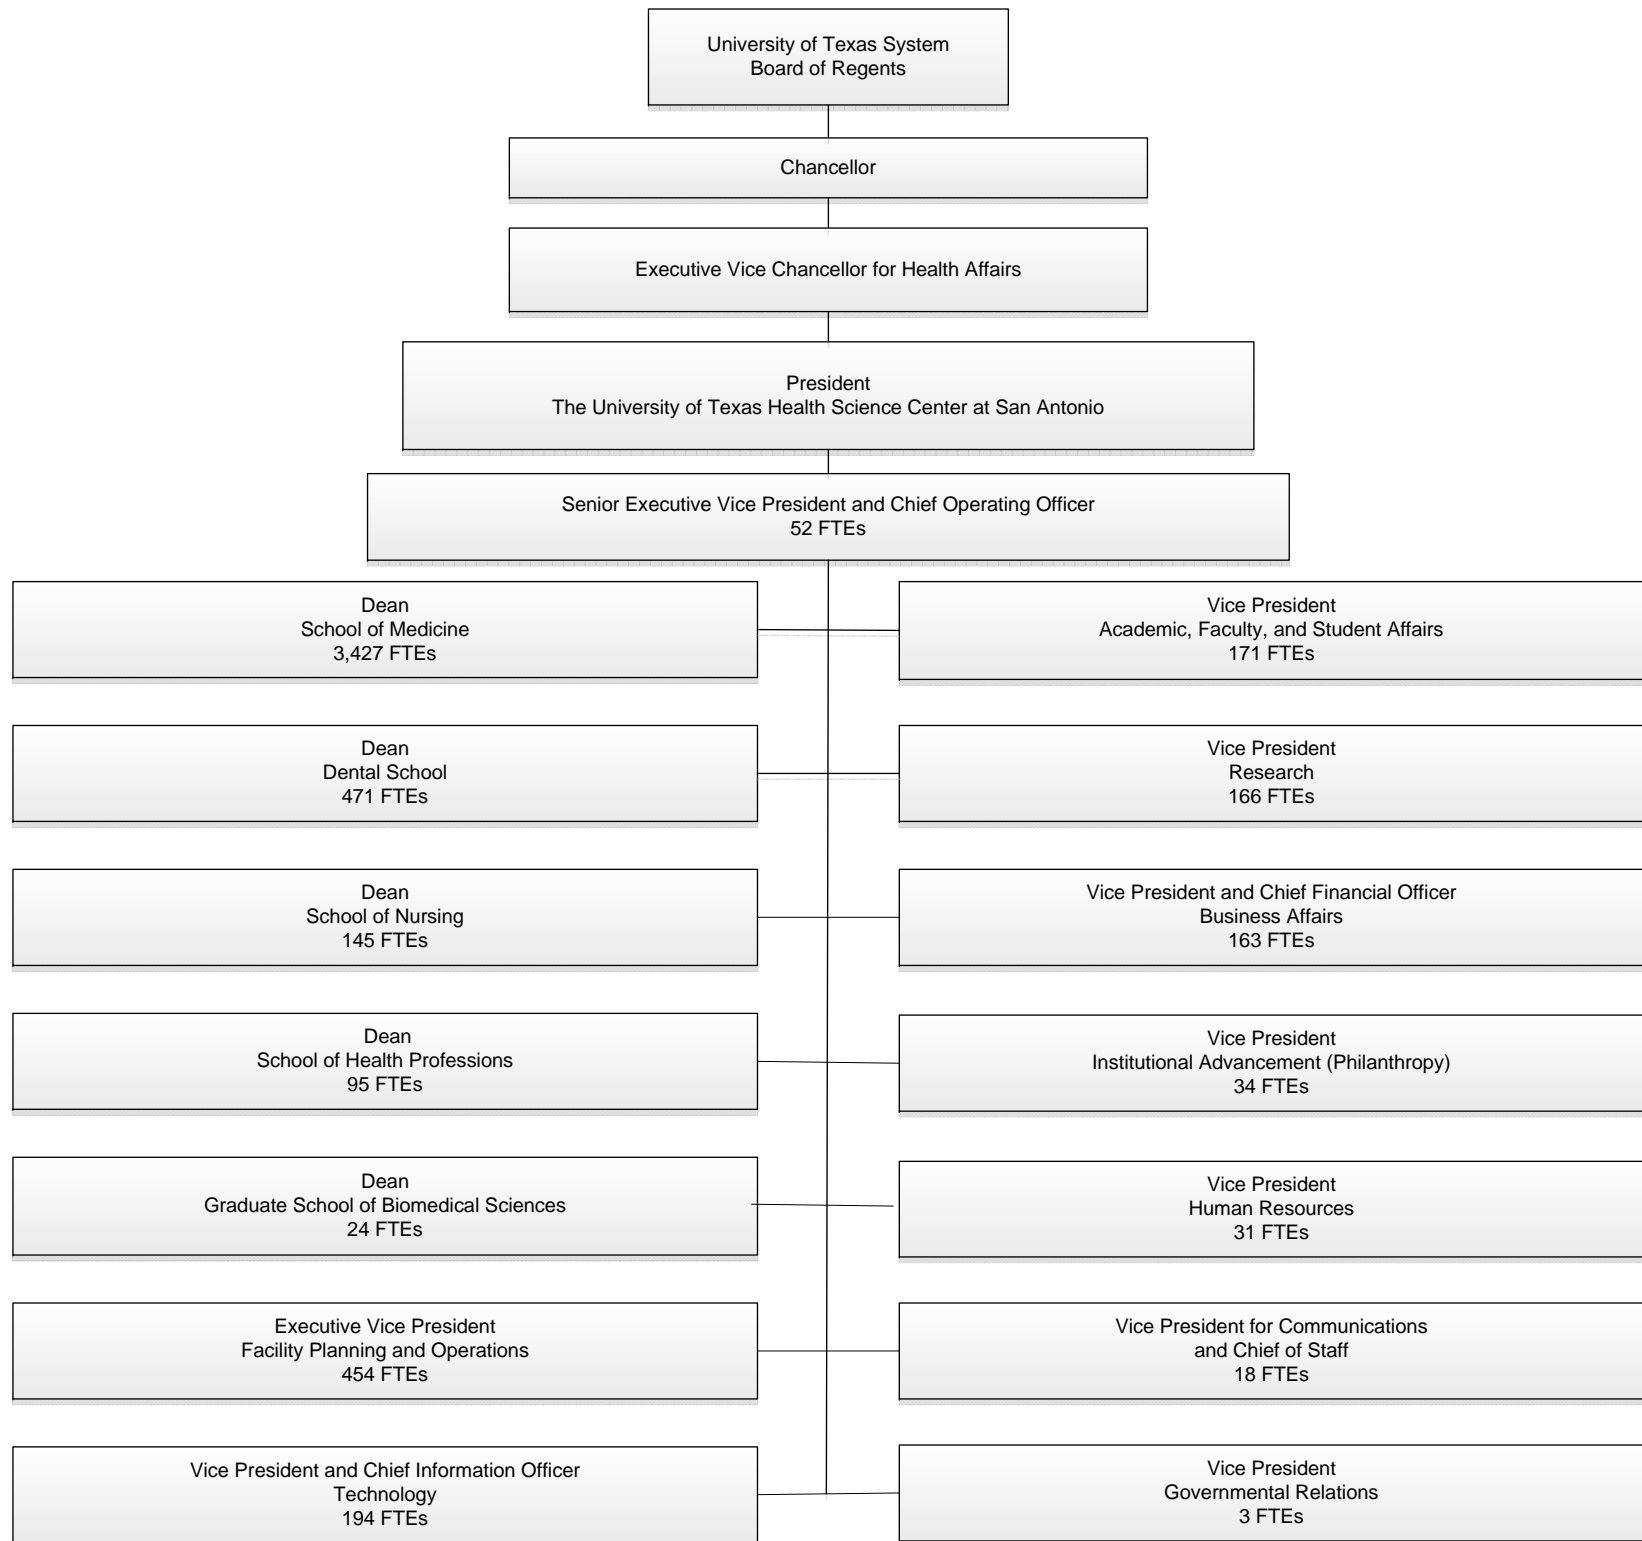 University of Texas System
Board of Regents
Chancellor
Executive Vice Chancellor for Health Affairs
President
The University of Texas Health Science Center at San Antonio
Senior Executive Vice President and Chief Operating Officer
52 FTEs
Dean
School of Medicine
3,427 FTEs
Vice President
Academic, Faculty, and Student Affairs
171 FTEs
Dean
Dental School
471 FTEs
Vice President
Research
166 FTEs
Dean
School of Nursing
145 FTEs
Vice President and Chief Financial Officer
Business Affairs
163 FTEs
Dean
School of Health Professions
95 FTEs
Vice President
Institutional Advancement (Philanthropy)
34 FTEs
Dean
Graduate School of Biomedical Sciences
24 FTEs
Vice President
Human Resources
31 FTEs
Executive Vice President
Facility Planning and Operations
454 FTEs
Vice President for Communications
and Chief of Staff
18 FTEs
Vice President and Chief Information Officer
Technology
194 FTEs
Vice President
Governmental Relations
3 FTEs